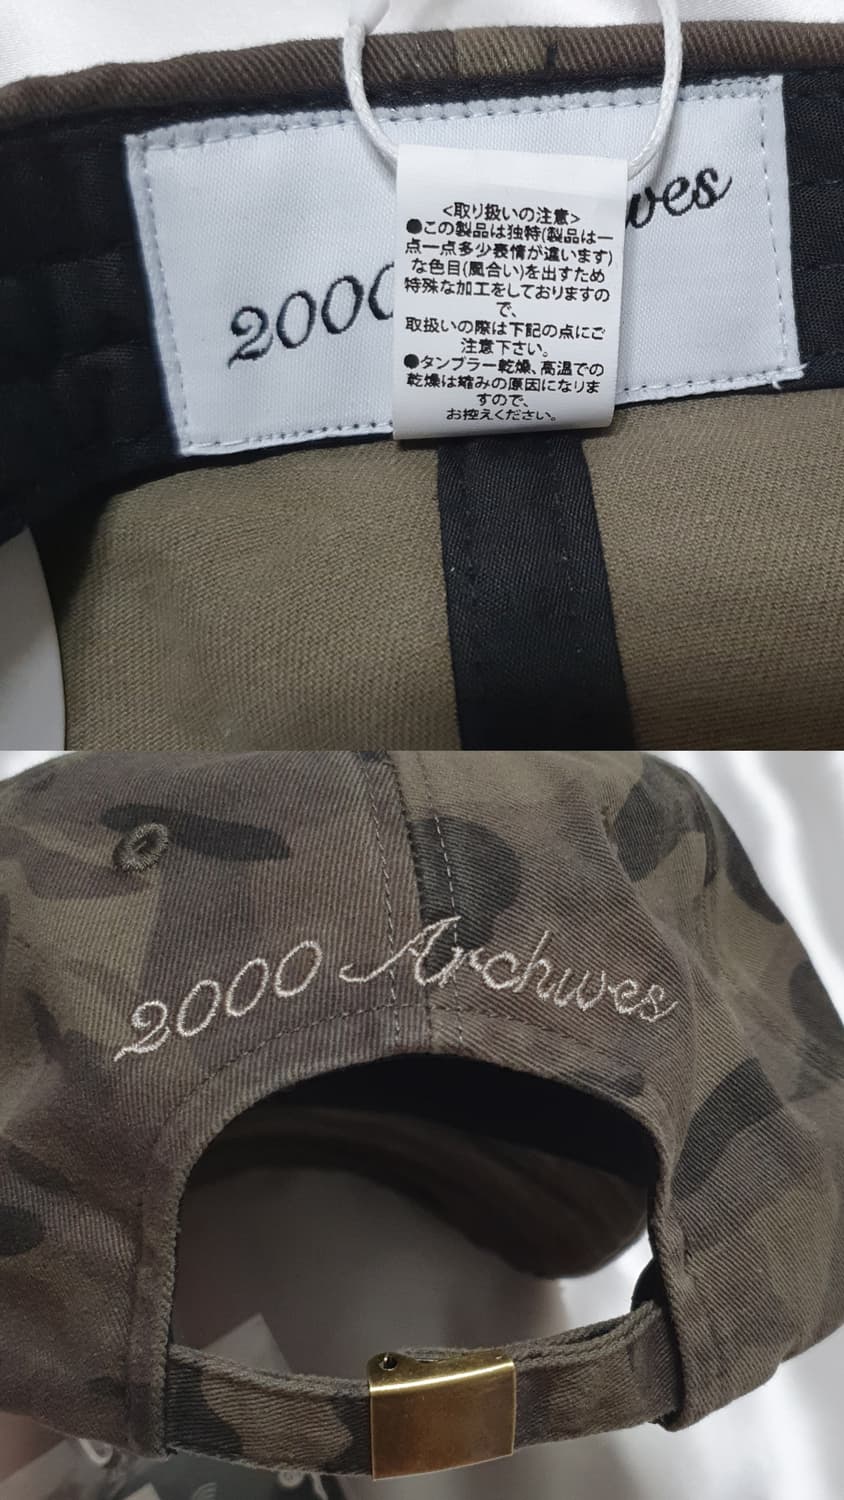 <取り扱いの注意>
●この製品は独特(製品は一
点一点多少表情が違います)
な色目(風合い)を出すため
特殊な加工をしておりますの
で、
取扱いの際は下記の点にご
注意下さい。
●タンブラー乾燥、高温での
乾燥は縮みの原因になりま
すので、
お控えください。
2000 ves
2000 Archives